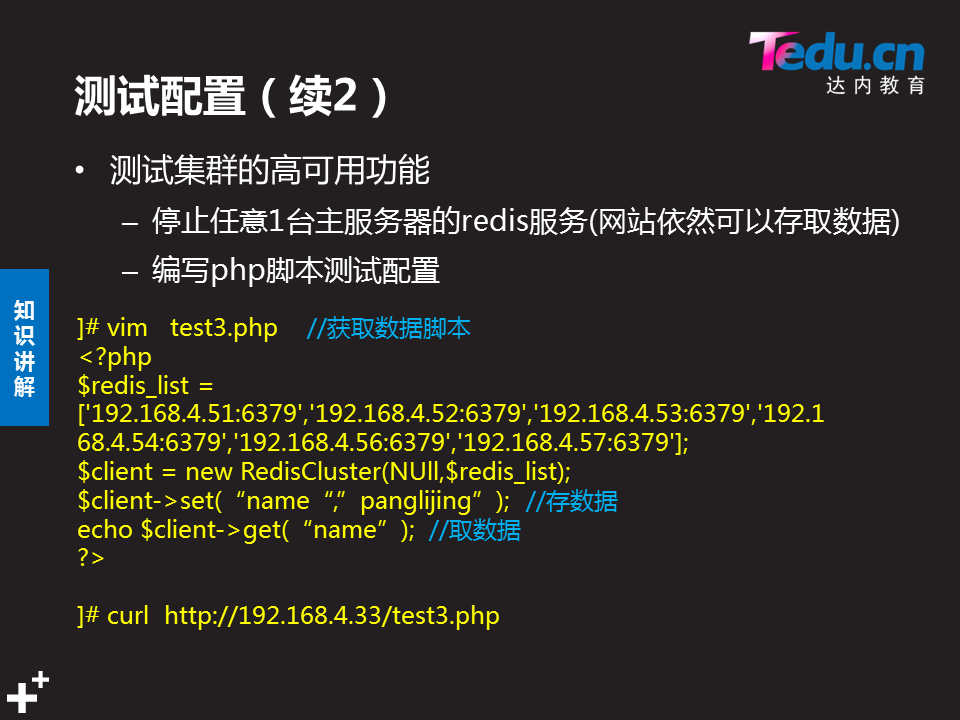 Tedu.cn
达内教育
测试配置（续2）
• 测试集群的高可用功能
– 停止任意1台主服务器的redis服务(网站依然可以存取数据)
– 编写php脚本测试配置
知
识
讲
解
]# vim test3.php //获取数据脚本
<?php
$redis_list =
['192.168.4.51:6379','192.168.4.52:6379','192.168.4.53:6379','192.1
68.4.54:6379','192.168.4.56:6379','192.168.4.57:6379'];
$client = new RedisCluster(NUll,$redis_list);
$client->set(“name“,”panglijing”); //存数据
echo $client->get(“name”); //取数据
?>
]# curl http://192.168.4.33/test3.php